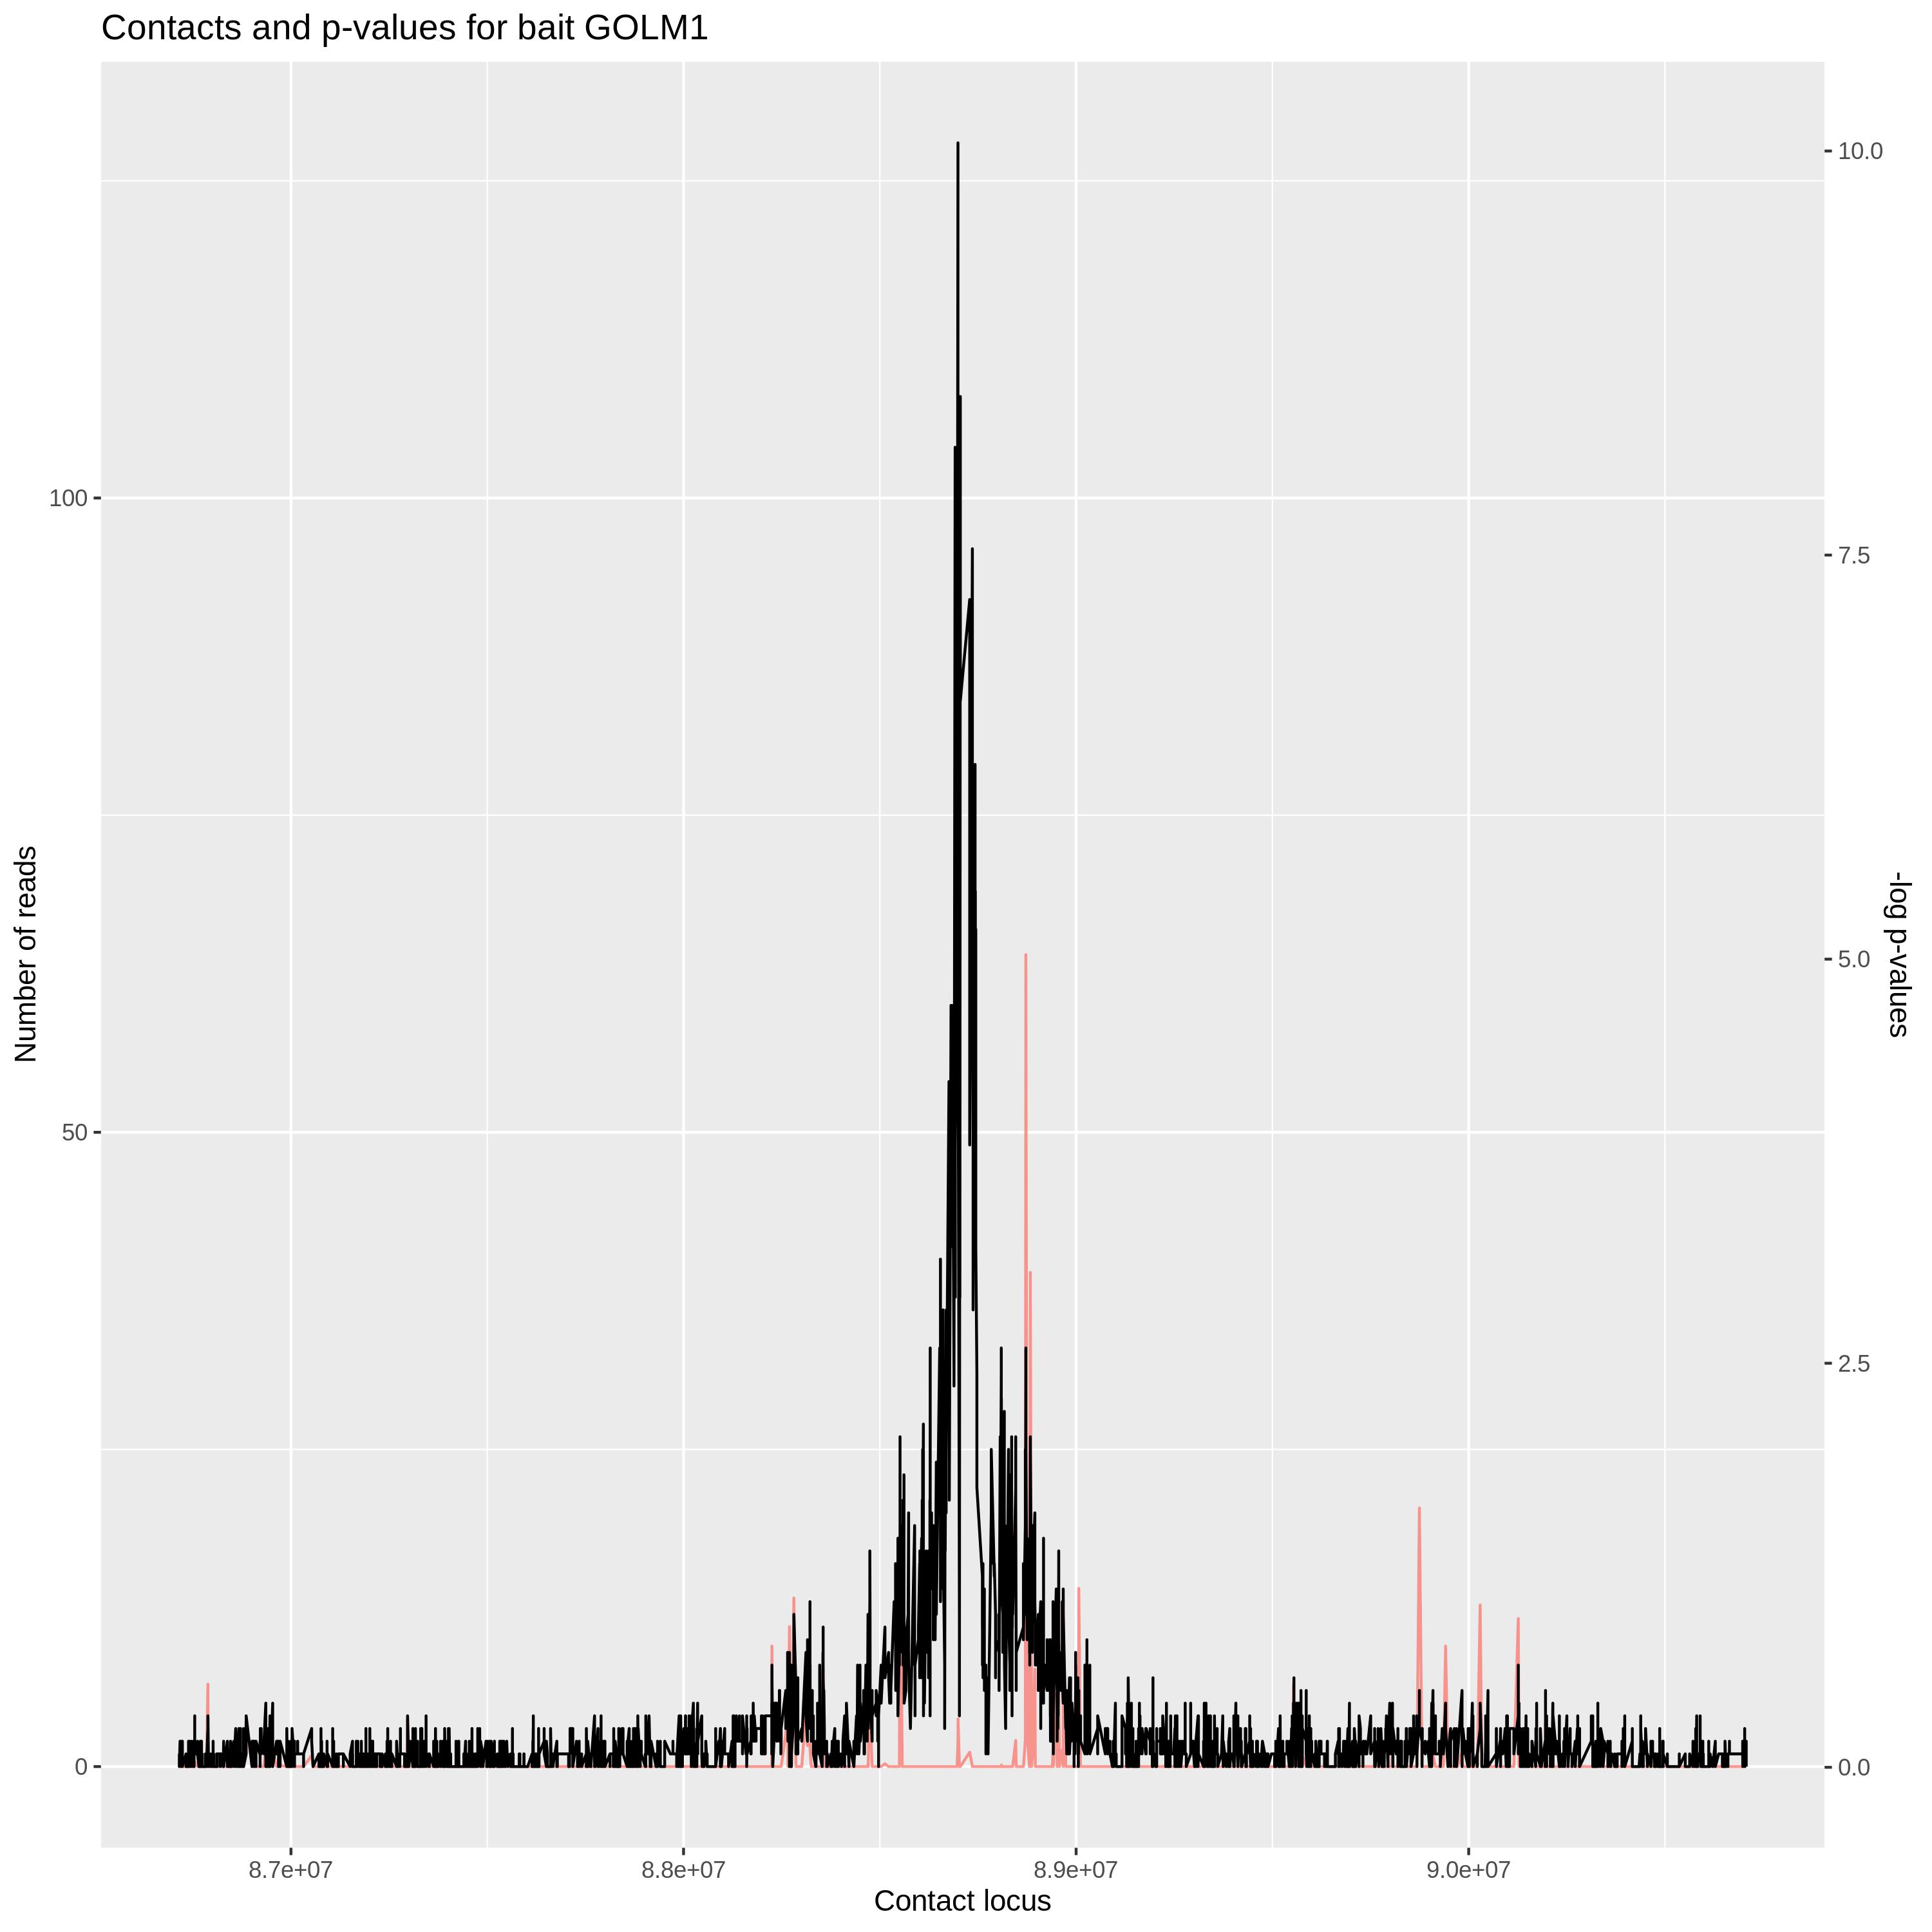 Contacts and p-values for bait GOLM1
Number of reads
100
50
0
10.0
7.5
5.0
2.5
0.0
-log p-values
8.7e+07 8.8e+07 8.9e+07 9.0e+07
Contact locus